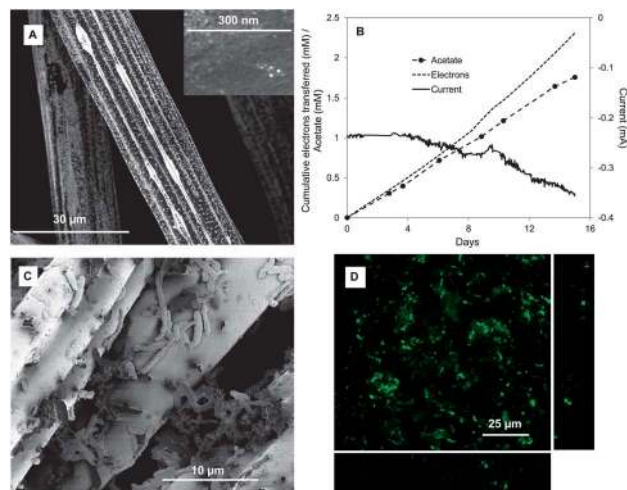 A
300 nm
30 µm
B
Cumulative electrons transferred (mM) /
Acetate (mM)
2.5
2
1.5
1
0.5
0
Acetate
Electrons
Current
0
-0.1
-0.2
-0.3
-0.4
Current (mA)
0 4 8 12 16
Days
C
10 µm
D
25 µm